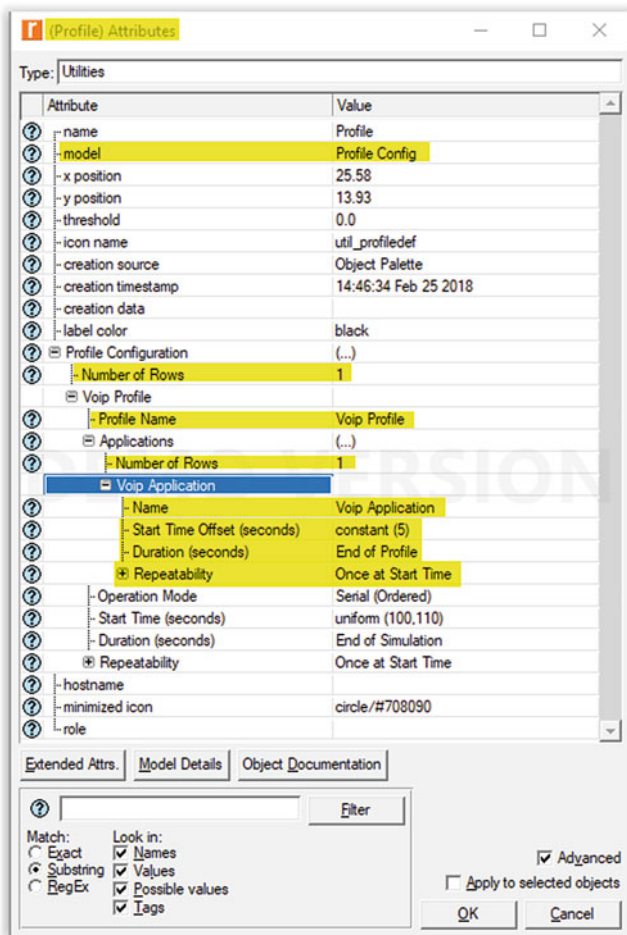 (Profile) Attributes
Type: Utilities
Attribute Value
name Profile
model Profile Config
x position 25.58
y position 13.93
threshold 0.0
icon name util_profiledef
creation source Object Palette
creation timestamp 14:46:34 Feb 25 2018
creation data
label color black
Profile Configuration (...)
Number of Rows 1
Voip Profile
Profile Name Voip Profile
Applications (...)
Number of Rows 1
Voip Application
Name Voip Application
Start Time Offset (seconds) constant (5)
Duration (seconds) End of Profile
Repeatability Once at Start Time
Operation Mode Serial (Ordered)
Start Time (seconds) uniform (100,110)
Duration (seconds) End of Simulation
Repeatability Once at Start Time
hostname
minimized icon circle/#708090
role
Extended Attrs. Model Details Object Documentation
Filter
Match: Look in:
Exact Names
Substring Values
RegEx Possible values
Tags
Advanced
Apply to selected objects
OK Cancel